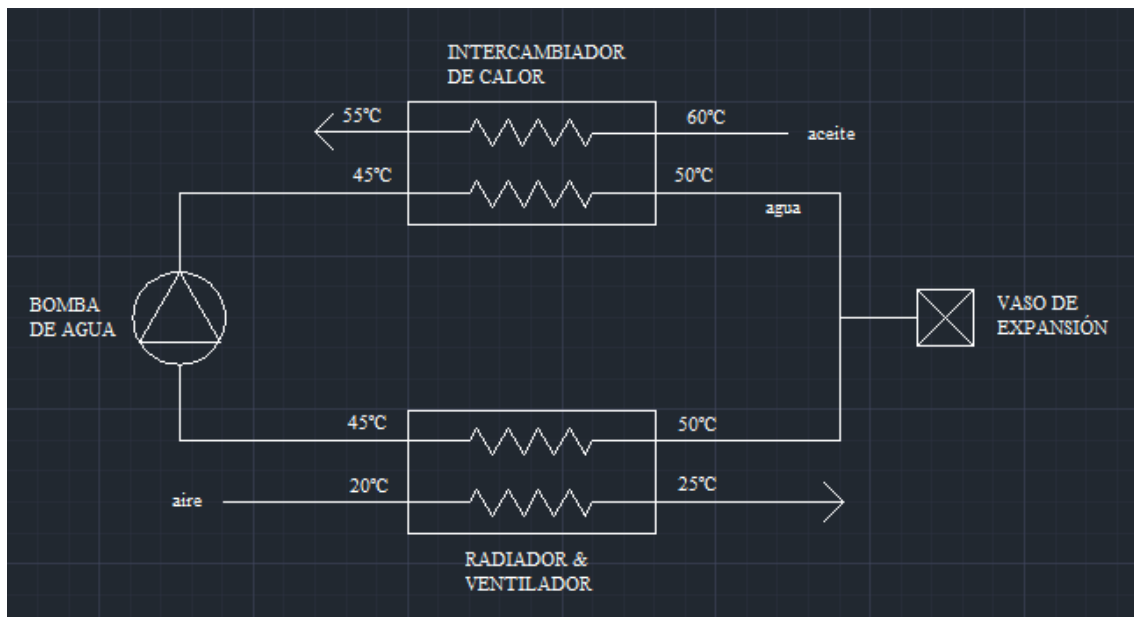 INTERCAMBIADOR
DE CALOR
55°C
60°C
aceite
45°C
50°C
agua
BOMBA
DE AGUA
VASO DE
EXPANSIÓN
45°C
50°C
aire
20°C
25°C
RADIADOR &
VENTILADOR